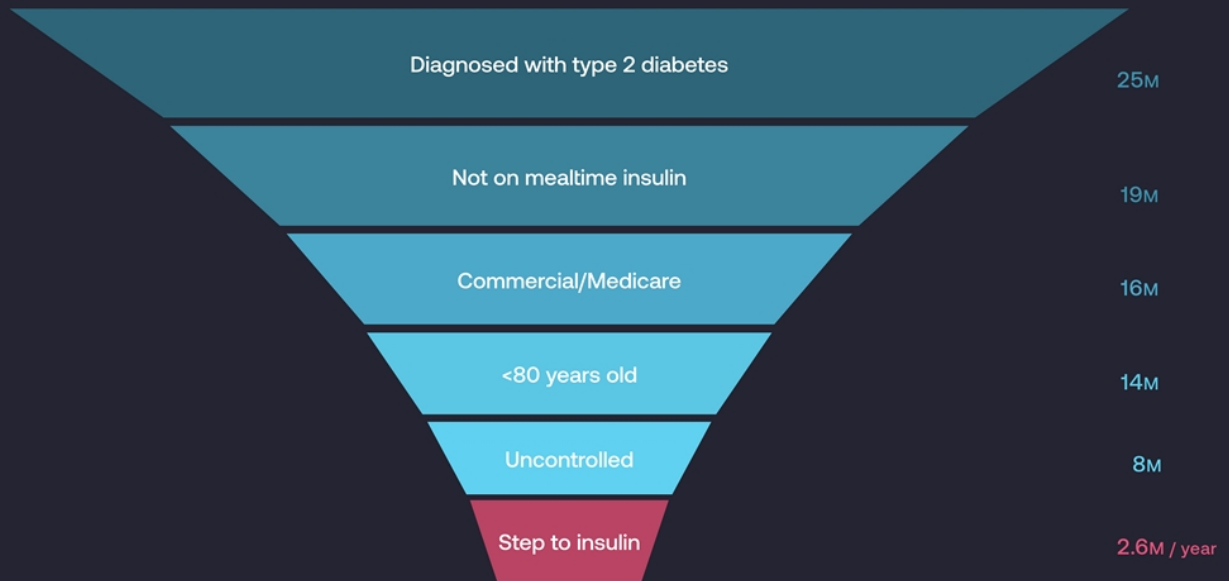 Diagnosed with type 2 diabetes
25M
Not on mealtime insulin
19M
Commercial/Medicare
16M
<80 years old
14M
Uncontrolled
8M
Step to insulin
2.6M / year